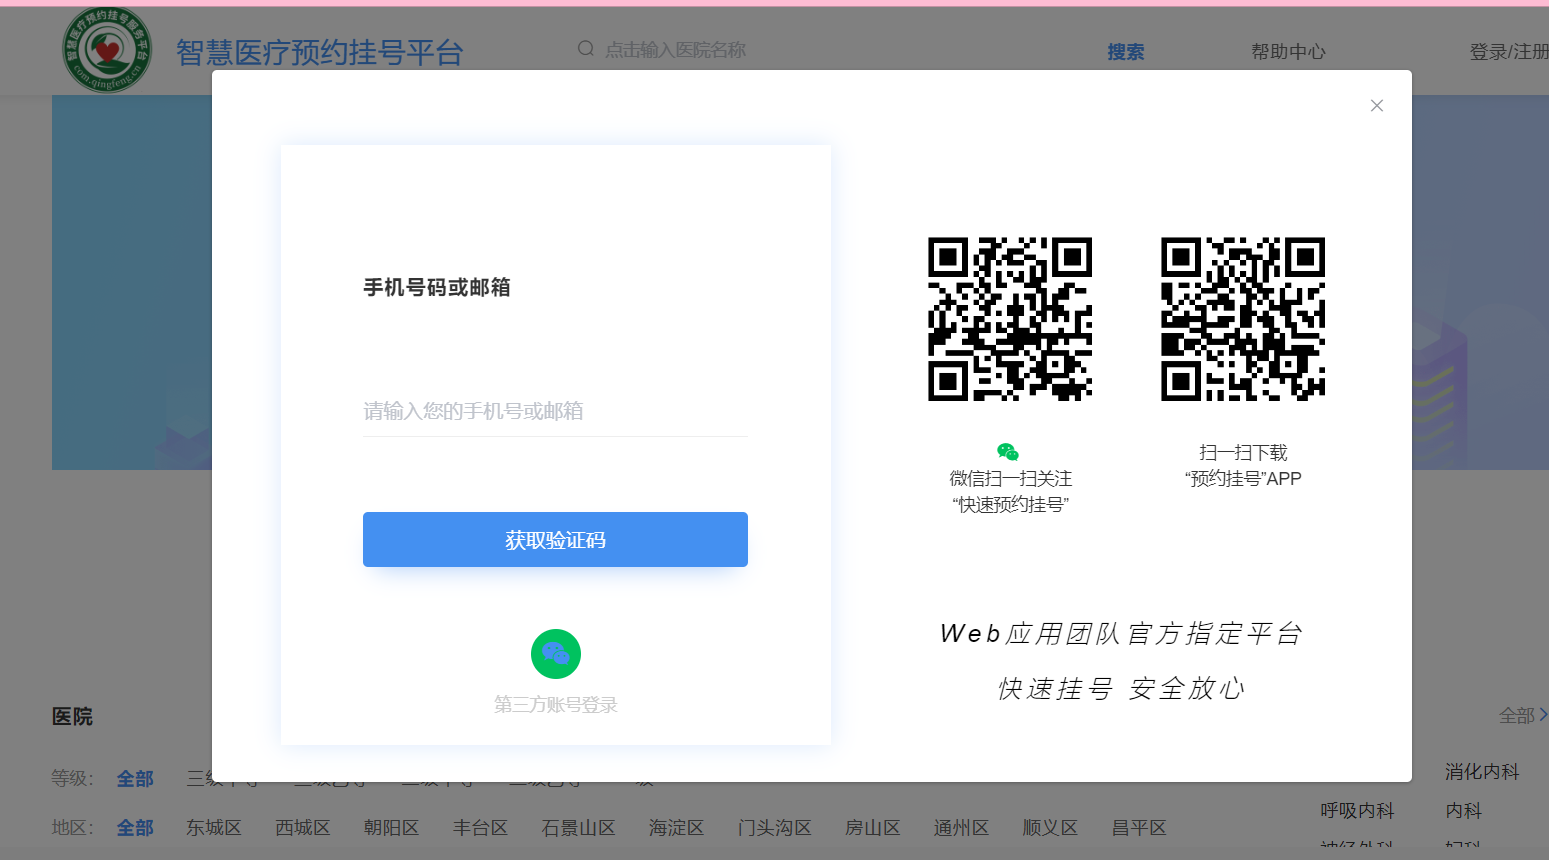 智慧医疗预约挂号服务平台
com.qingfeng.cn
智慧医疗预约挂号平台
点击输入医院名称
搜索
帮助中心
登录/注册
手机号码或邮箱
请输入您的手机号或邮箱
获取验证码
第三方账号登录
微信扫一扫关注
“快速预约挂号”
扫一扫下载
“预约挂号”APP
Web应用团队官方指定平台
快速挂号 安全放心
医院
全部
等级：
全部
地区：
全部 东城区 西城区 朝阳区 丰台区 石景山区 海淀区 门头沟区 房山区 通州区 顺义区 昌平区
消化内科
呼吸内科 内科